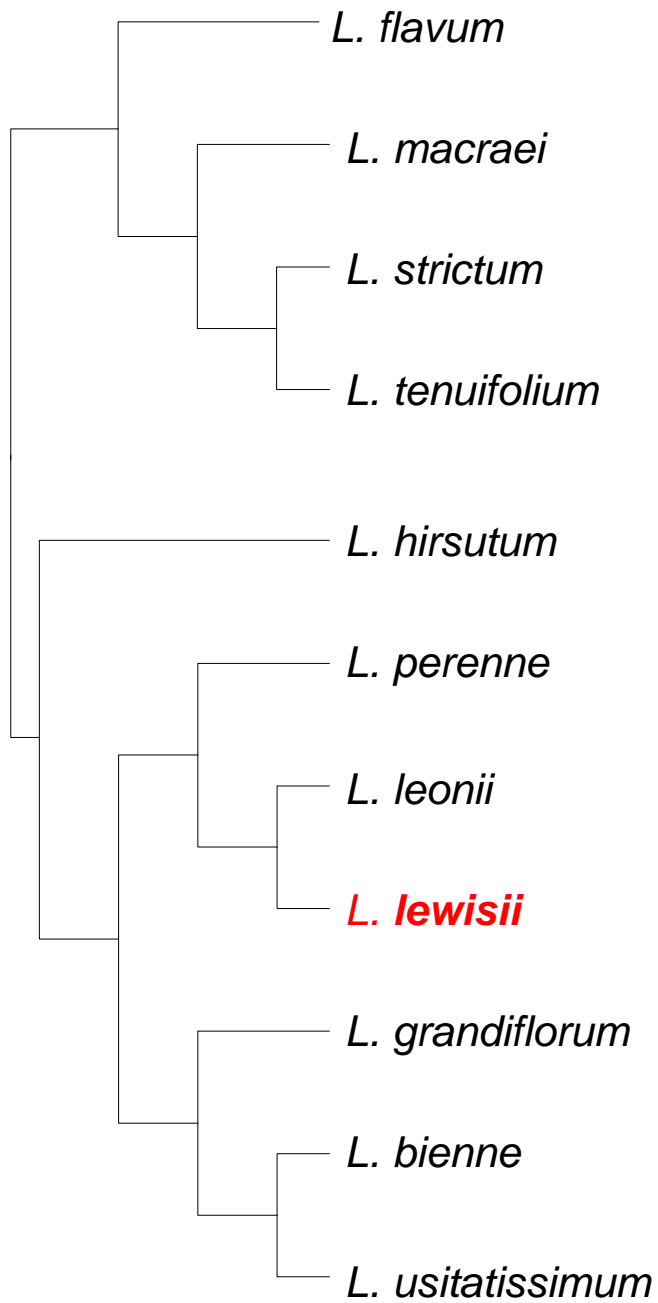 L. flavum
L. macraei
L. strictum
L. tenuifolium
L. hirsutum
L. perenne
L. leonii
L. lewisii
L. grandiflorum
L. bienne
L. usitatissimum